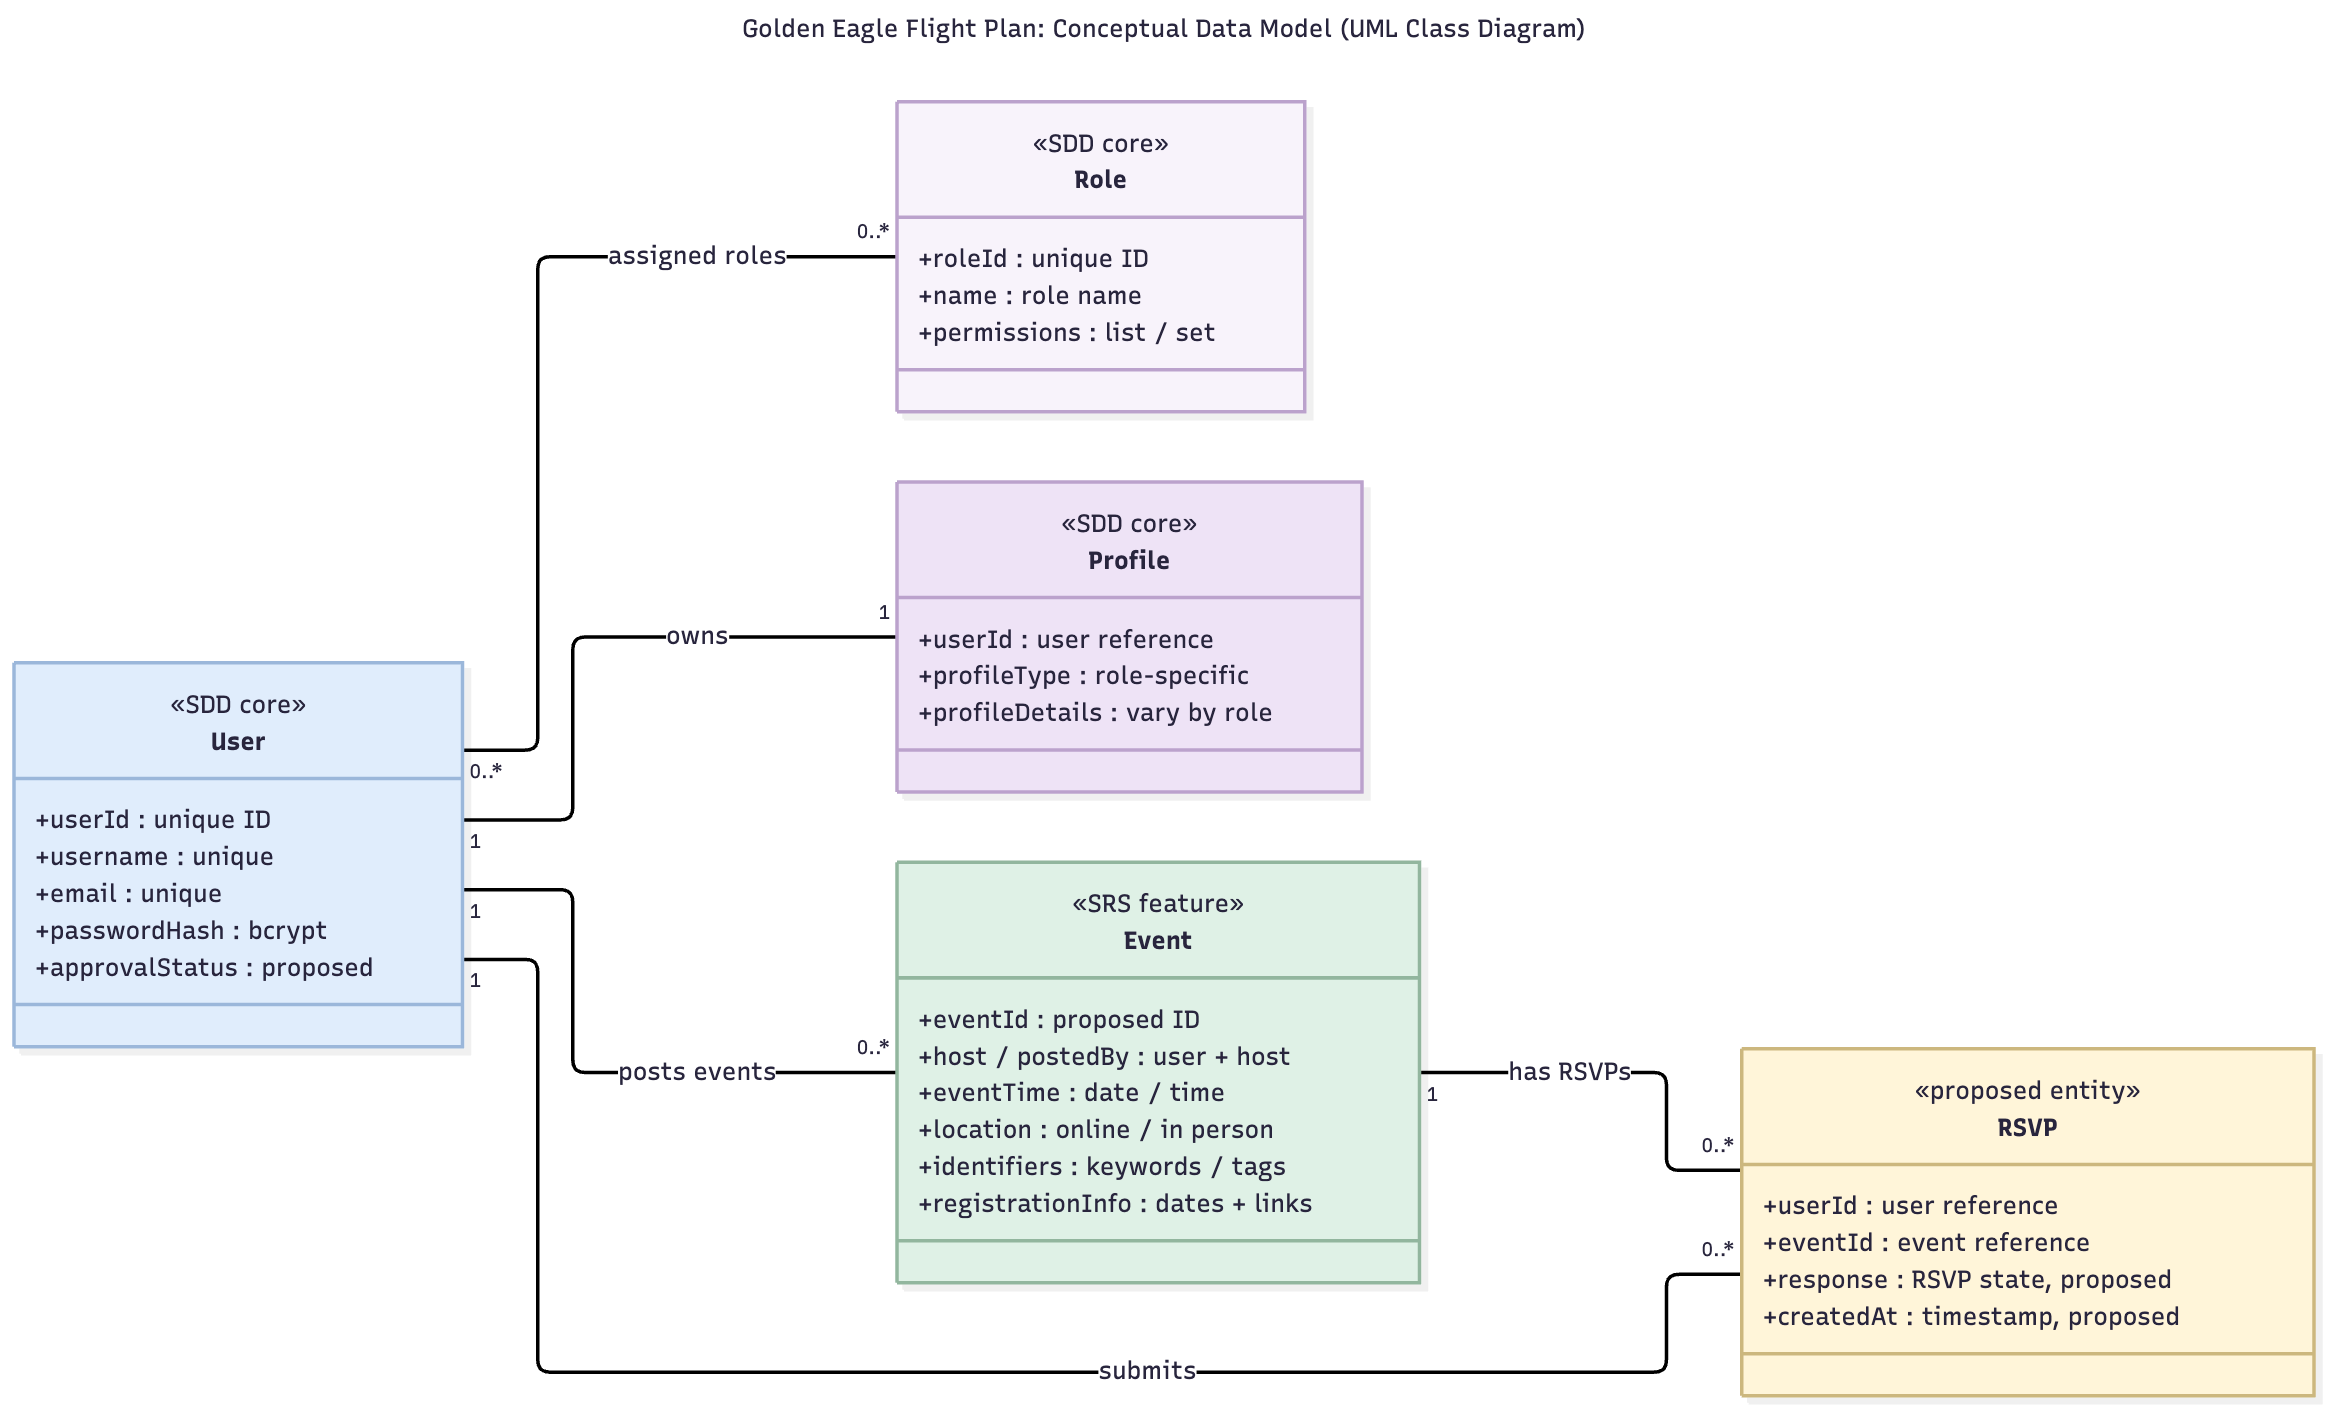 Golden Eagle Flight Plan: Conceptual Data Model (UML Class Diagram)
«SDD core»
Role
0..*
assigned roles
+roleId : unique ID
+name : role name
+permissions : list / set
«SDD core»
Profile
1
owns
+userId : user reference
+profileType : role-specific
+profileDetails : vary by role
«SDD core»
User
0..*
+userId : unique ID
1
+username : unique
+email : unique
1
+passwordHash : bcrypt
+approvalStatus : proposed
1
«SRS feature»
Event
0..*
posts events
+eventId : proposed ID
+host / postedBy : user + host
+eventTime : date / time
+location : online / in person
+identifiers : keywords / tags
+registrationInfo : dates + links
has RSVPs
1
0..*
«proposed entity»
RSVP
+userId : user reference
+eventId : event reference
+response : RSVP state, proposed
+createdAt : timestamp, proposed
0..*
submits